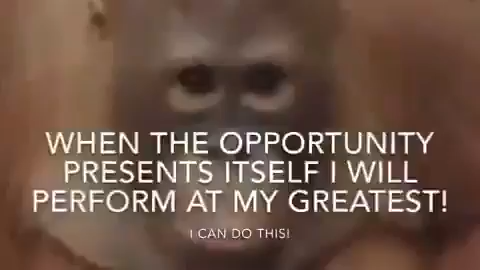 WHEN THE OPPORTUNITY
PRESENTS ITSELF I WILL
PERFORM AT MY GREATEST!
I CAN DO THIS!